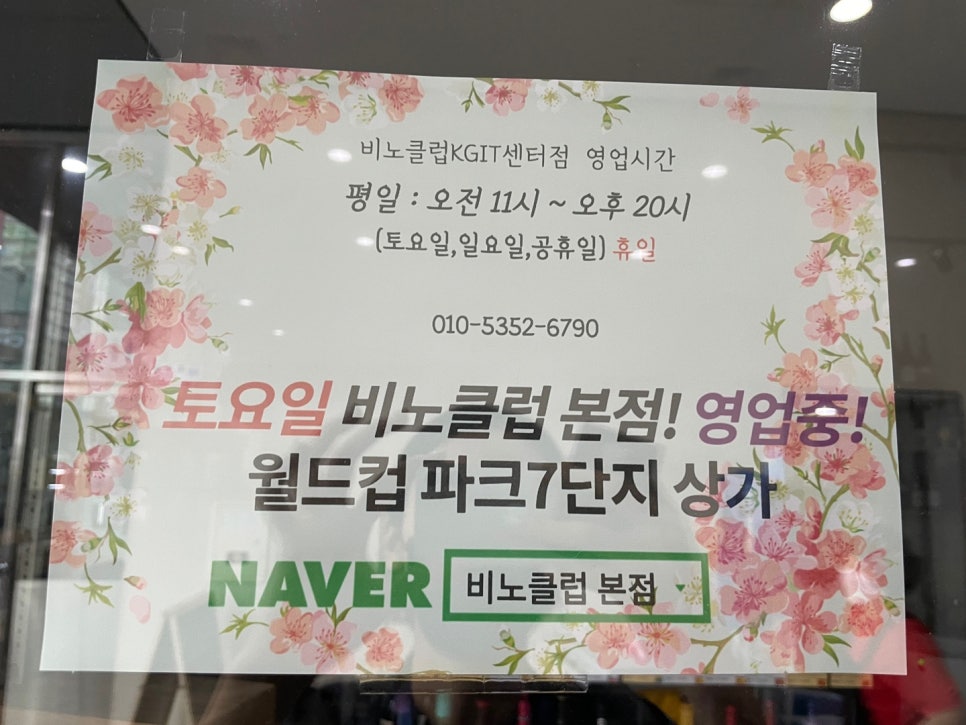 비노클럽KGIT센터점 영업시간
평일 : 오전 11시 ~ 오후 20시
(토요일,일요일,공휴일) 휴일
010-5352-6790
토요일 비노클럽 본점! 영업중!
월드컵 파크7단지 상가
NAVER 비노클럽 본점